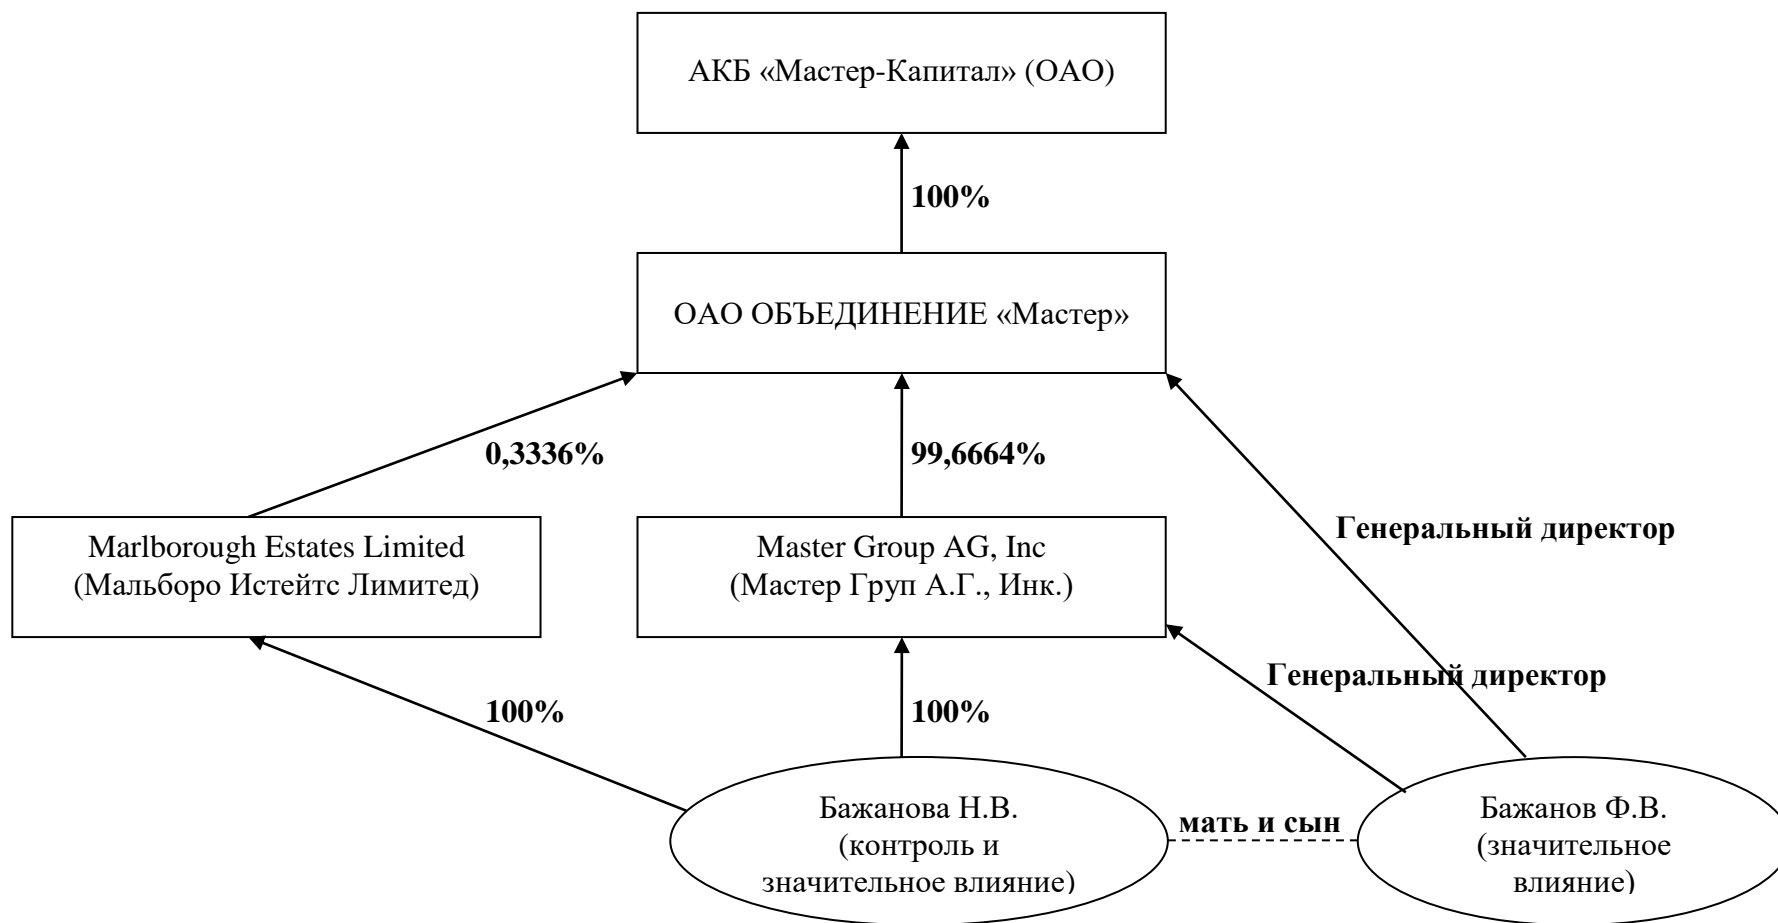 АКБ «Мастер-Капитал» (ОАО)
100%
ОАО ОБЪЕДИНЕНИЕ «Мастер»
0,3336%
99,6664%
Генеральный директор
Marlborough Estates Limited
(Мальборо Истейтс Лимитед)
Master Group AG, Inc
(Мастер Груп А.Г., Инк.)
Генеральный директор
100%
100%
Бажанова Н.В.
(контроль и
значительное влияние)
мать и сын
Бажанов Ф.В.
(значительное
влияние)